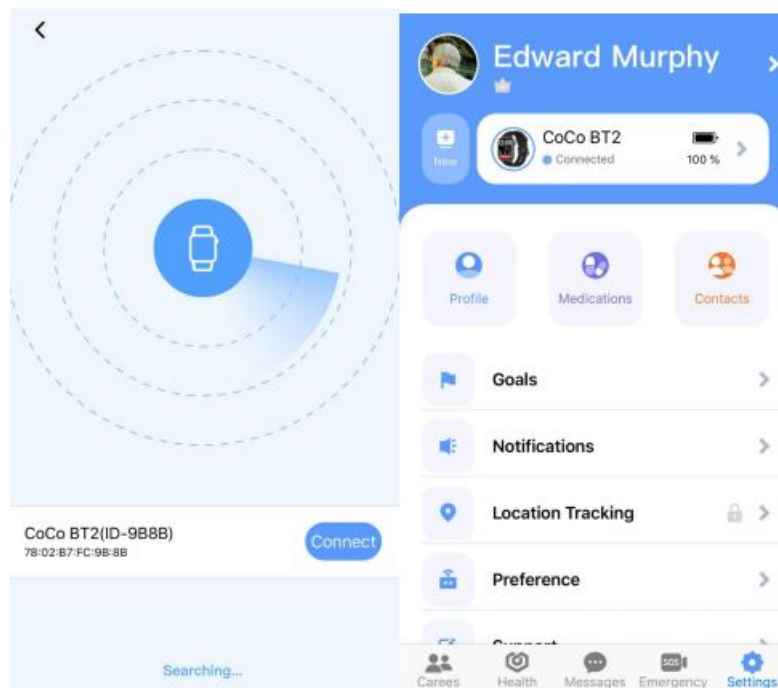 CoCo BT2(ID-9B8B)
78:02:B7:FC:9B:8B
Connect
Searching...
Edward Murphy
New
CoCo BT2
Connected
100 %
Profile
Medications
Contacts
Goals
Notifications
Location Tracking
Preference
Support
Carees
Health
Messages
SOS
Emergency
Settings